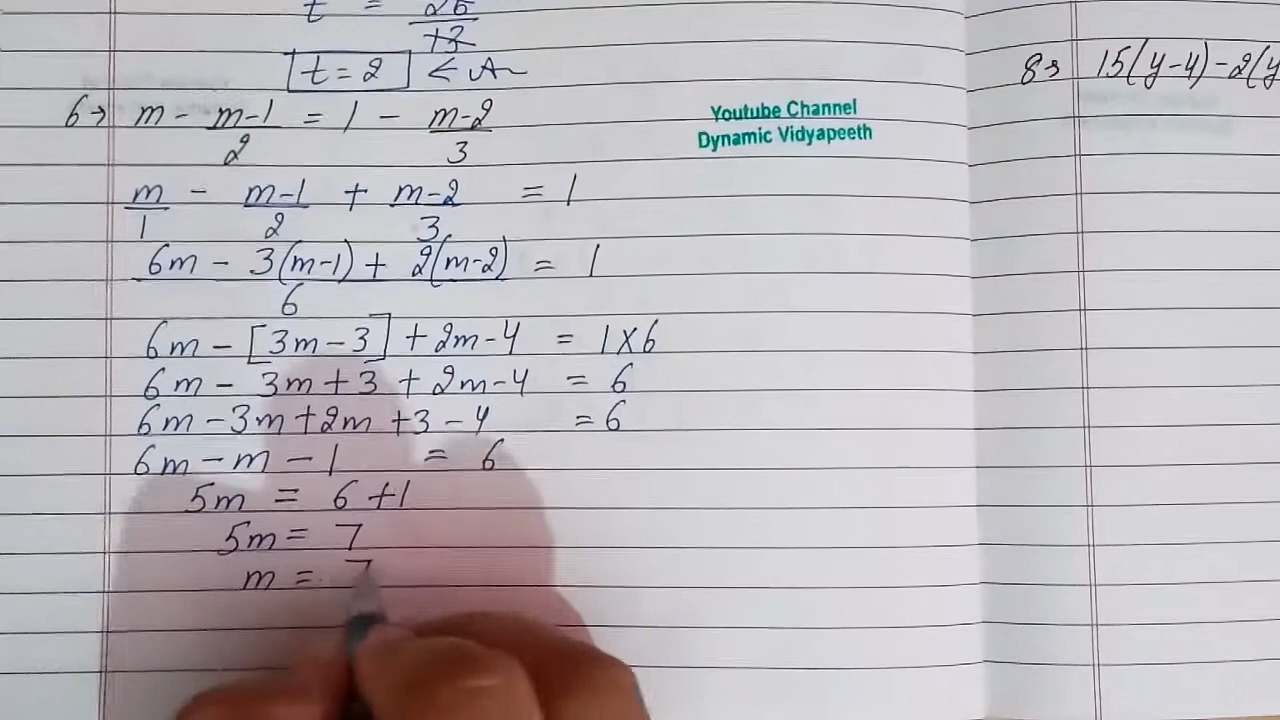 t = 26
13
t = 2 ← A
6→ m - m-1 = 1 - m-2
2 3
m - m-1 + m-2 = 1
1 2 3
6m - 3(m-1) + 2(m-2) = 1
6
6m - [3m-3] + 2m-4 = 1×6
6m - 3m+3 + 2m-4 = 6
6m-3m+2m +3-4 = 6
6m - m - 1 = 6
5m = 6+1
5m = 7
m = 7
Youtube Channel
Dynamic Vidyapeeth
8→ 15(y-4)-2(y